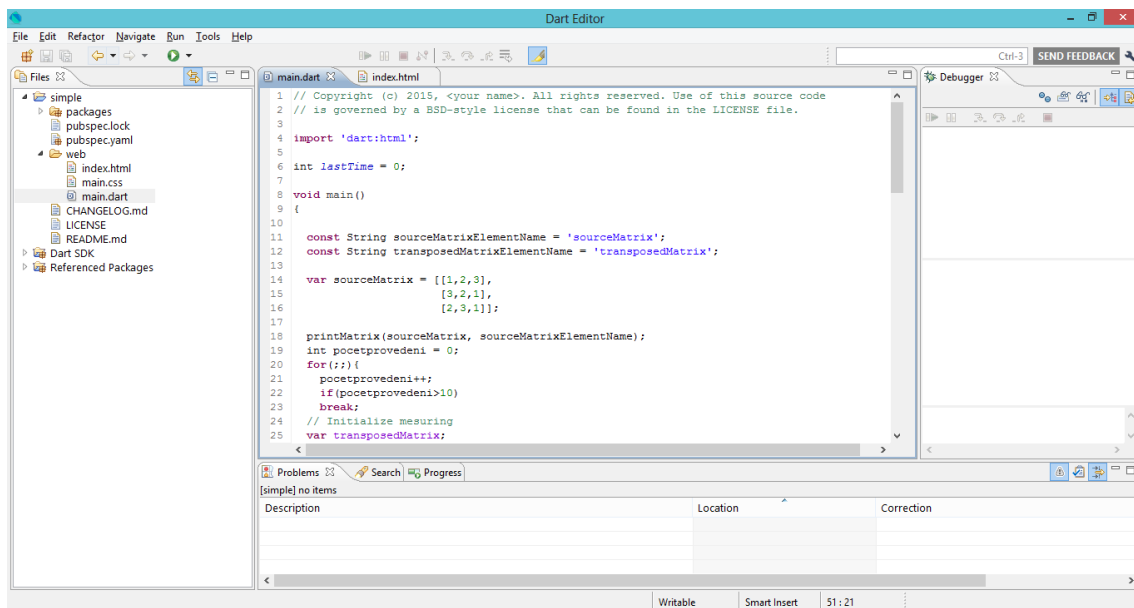 Dart Editor
File Edit Refactor Navigate Run Tools Help
Ctrl-3 SEND FEEDBACK
Files
simple
packages
pubspec.lock
pubspec.yaml
web
index.html
main.css
main.dart
CHANGELOG.md
LICENSE
README.md
Dart SDK
Referenced Packages
main.dart index.html
1 // Copyright (c) 2015, <your name>. All rights reserved. Use of this source code
2 // is governed by a BSD-style license that can be found in the LICENSE file.
3
4 import 'dart:html';
5
6 int lastTime = 0;
7
8 void main()
9 {
10
11 const String sourceMatrixElementName = 'sourceMatrix';
12 const String transposedMatrixElementName = 'transposedMatrix';
13
14 var sourceMatrix = [[1,2,3],
15 [3,2,1],
16 [2,3,1]];
17
18 printMatrix(sourceMatrix, sourceMatrixElementName);
19 int pocetprovedeni = 0;
20 for(;;){
21 pocetprovedeni++;
22 if(pocetprovedeni>10)
23 break;
24 // Initialize mesuring
25 var transposedMatrix;
Debugger
Problems Search Progress
[simple] no items
Description Location Correction
Writable Smart Insert 51 : 21